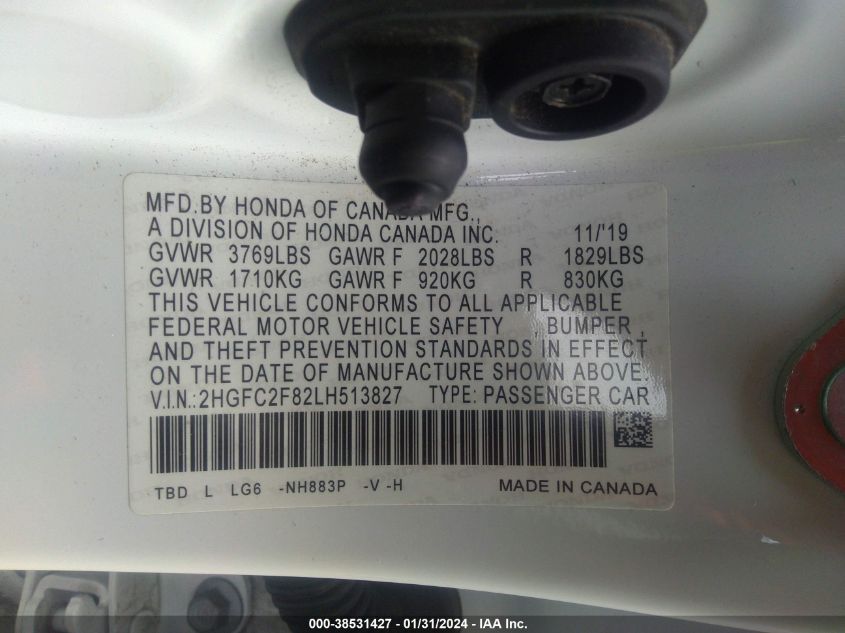 MFD.BY HONDA OF CANADA MFG.,
A DIVISION OF HONDA CANADA INC. 11/'19
GVWR 3769LBS GAWR F 2028LBS R 1829LBS
GVWR 1710KG GAWR F 920KG R 830KG
THIS VEHICLE CONFORMS TO ALL APPLICABLE
FEDERAL MOTOR VEHICLE SAFETY , BUMPER ,
AND THEFT PREVENTION STANDARDS IN EFFECT
ON THE DATE OF MANUFACTURE SHOWN ABOVE.
V.I.N.:2HGFC2F82LH513827 TYPE: PASSENGER CAR
TBD L LG6 -NH883P -V -H MADE IN CANADA
000-38531427 - 01/31/2024 - IAA Inc.